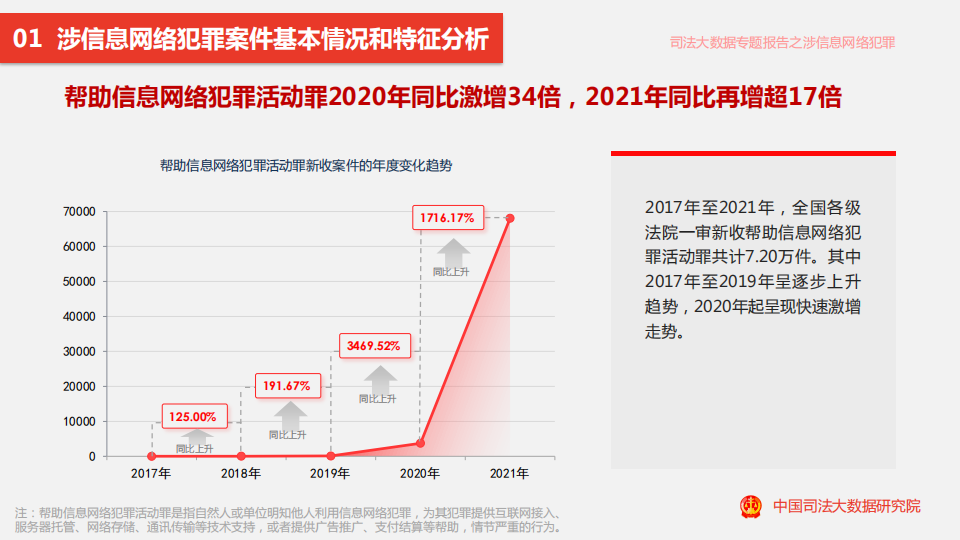 01 涉信息网络犯罪案件基本情况和特征分析
司法大数据专题报告之涉信息网络犯罪
帮助信息网络犯罪活动罪2020年同比激增34倍，2021年同比再增超17倍
帮助信息网络犯罪活动罪新收案件的年度变化趋势
70000
60000
50000
40000
30000
20000
10000
0
125.00%
同比上升
191.67%
同比上升
3469.52%
同比上升
1716.17%
同比上升
2017年
2018年
2019年
2020年
2021年
2017年至2021年，全国各级
法院一审新收帮助信息网络犯
罪活动罪共计7.20万件。其中
2017年至2019年呈逐步上升
趋势，2020年起呈现快速激增
走势。
注：帮助信息网络犯罪活动罪是指自然人或单位明知他人利用信息网络犯罪，为其犯罪提供互联网接入、
服务器托管、网络存储、通讯传输等技术支持，或者提供广告推广、支付结算等帮助，情节严重的行为。
中国司法大数据研究院